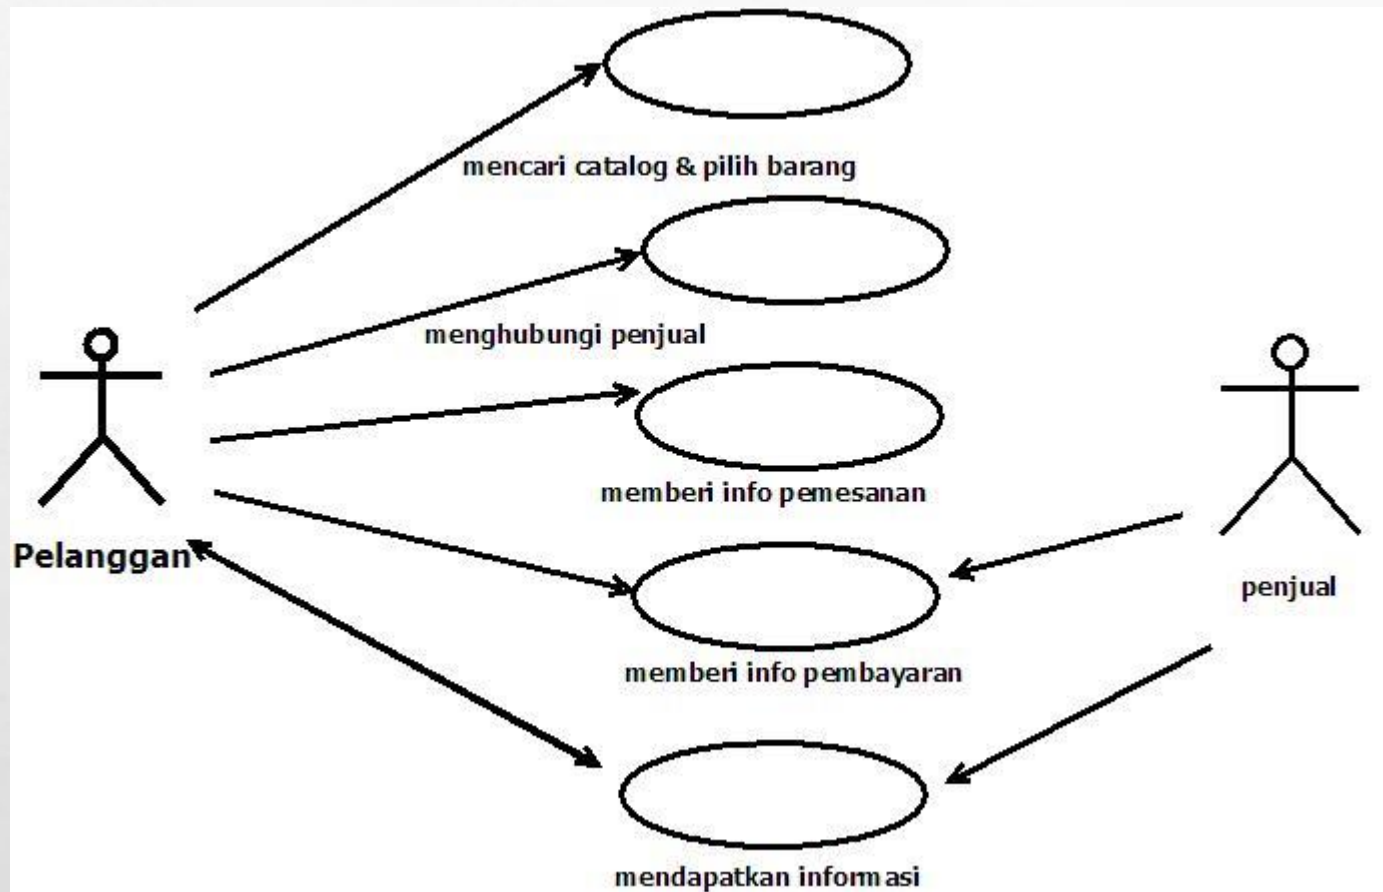 mencari catalog & pilih barang
menghubungi penjual
memberi info pemesanan
Pelanggan
penjual
memberi info pembayaran
mendapatkan informasi